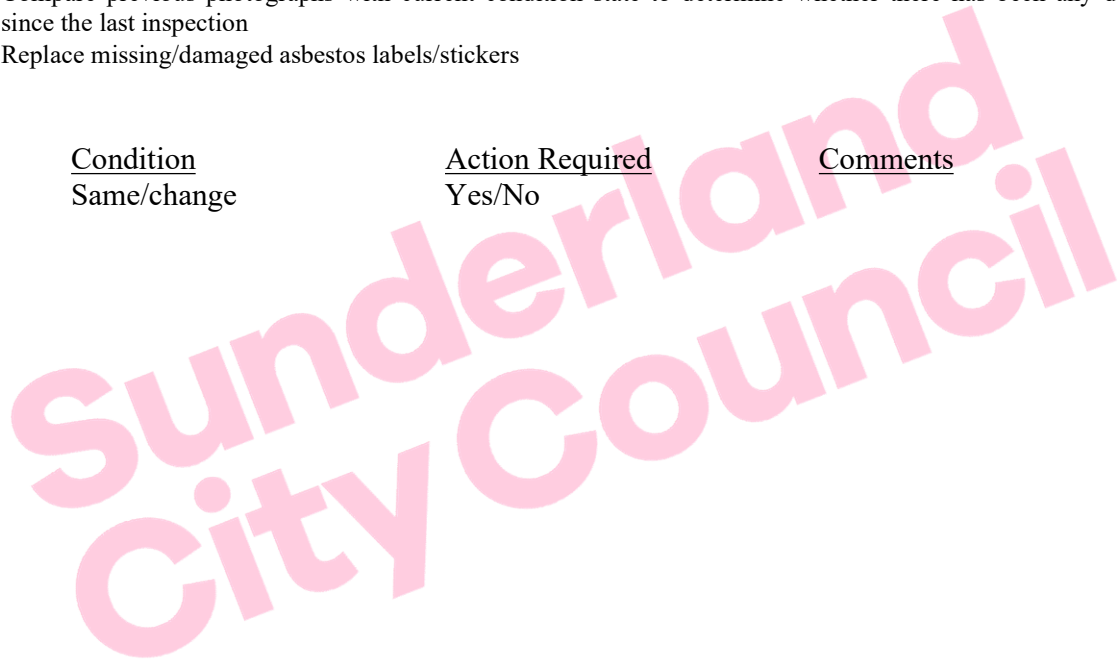 since the last inspection
Replace missing/damaged asbestos labels/stickers
Condition Action Required Comments
Same/change Yes/No
Sunderland
City Council